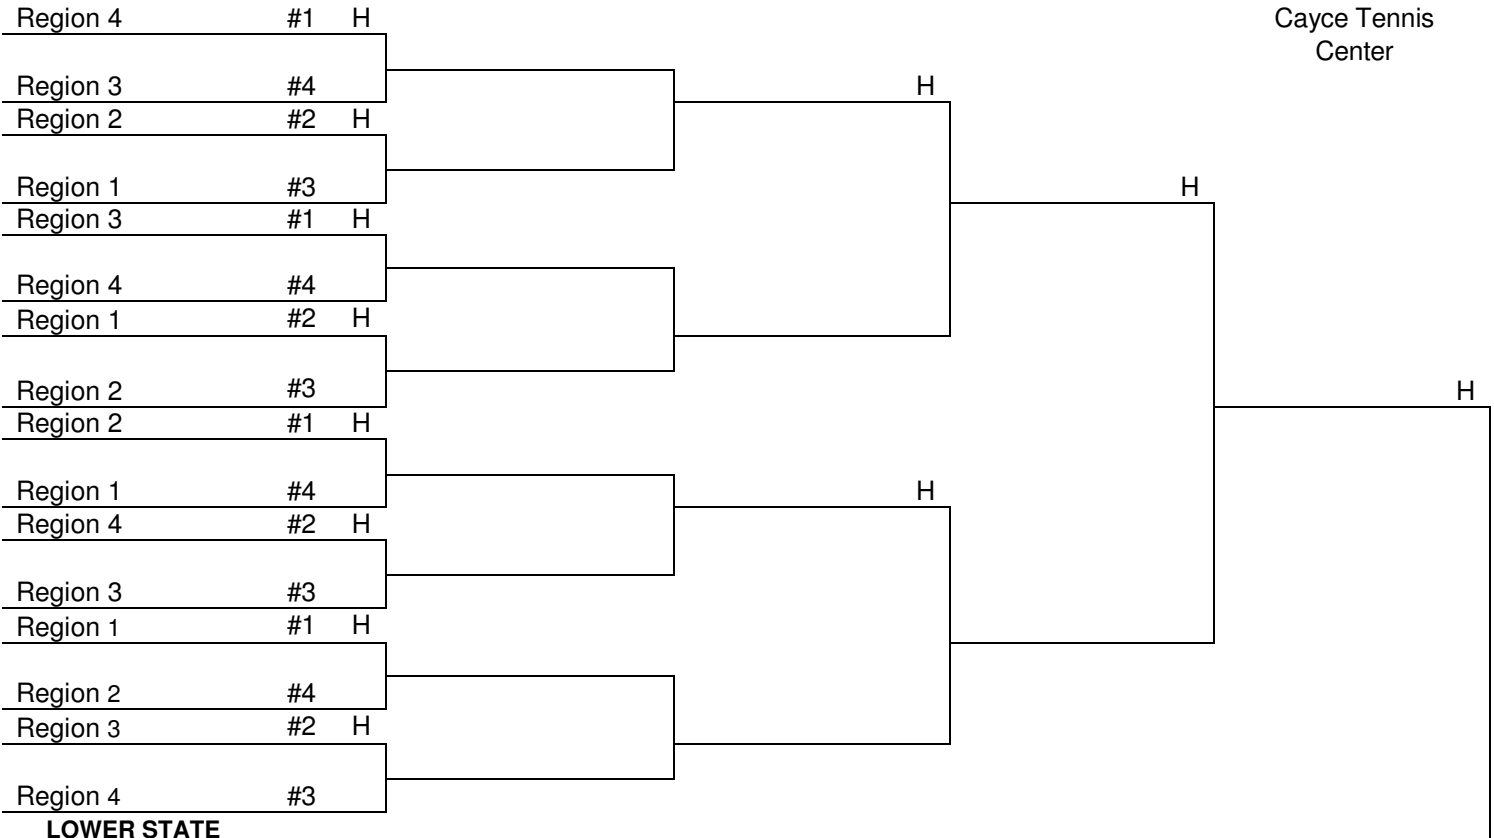 Region 4 #1 H
Cayce Tennis
Center
Region 3 #4
H
Region 2 #2 H
Region 1 #3
H
Region 3 #1 H
Region 4 #4
Region 1 #2 H
Region 2 #3
H
Region 2 #1 H
Region 1 #4
H
Region 4 #2 H
Region 3 #3
Region 1 #1 H
Region 2 #4
Region 3 #2 H
Region 4 #3
LOWER STATE